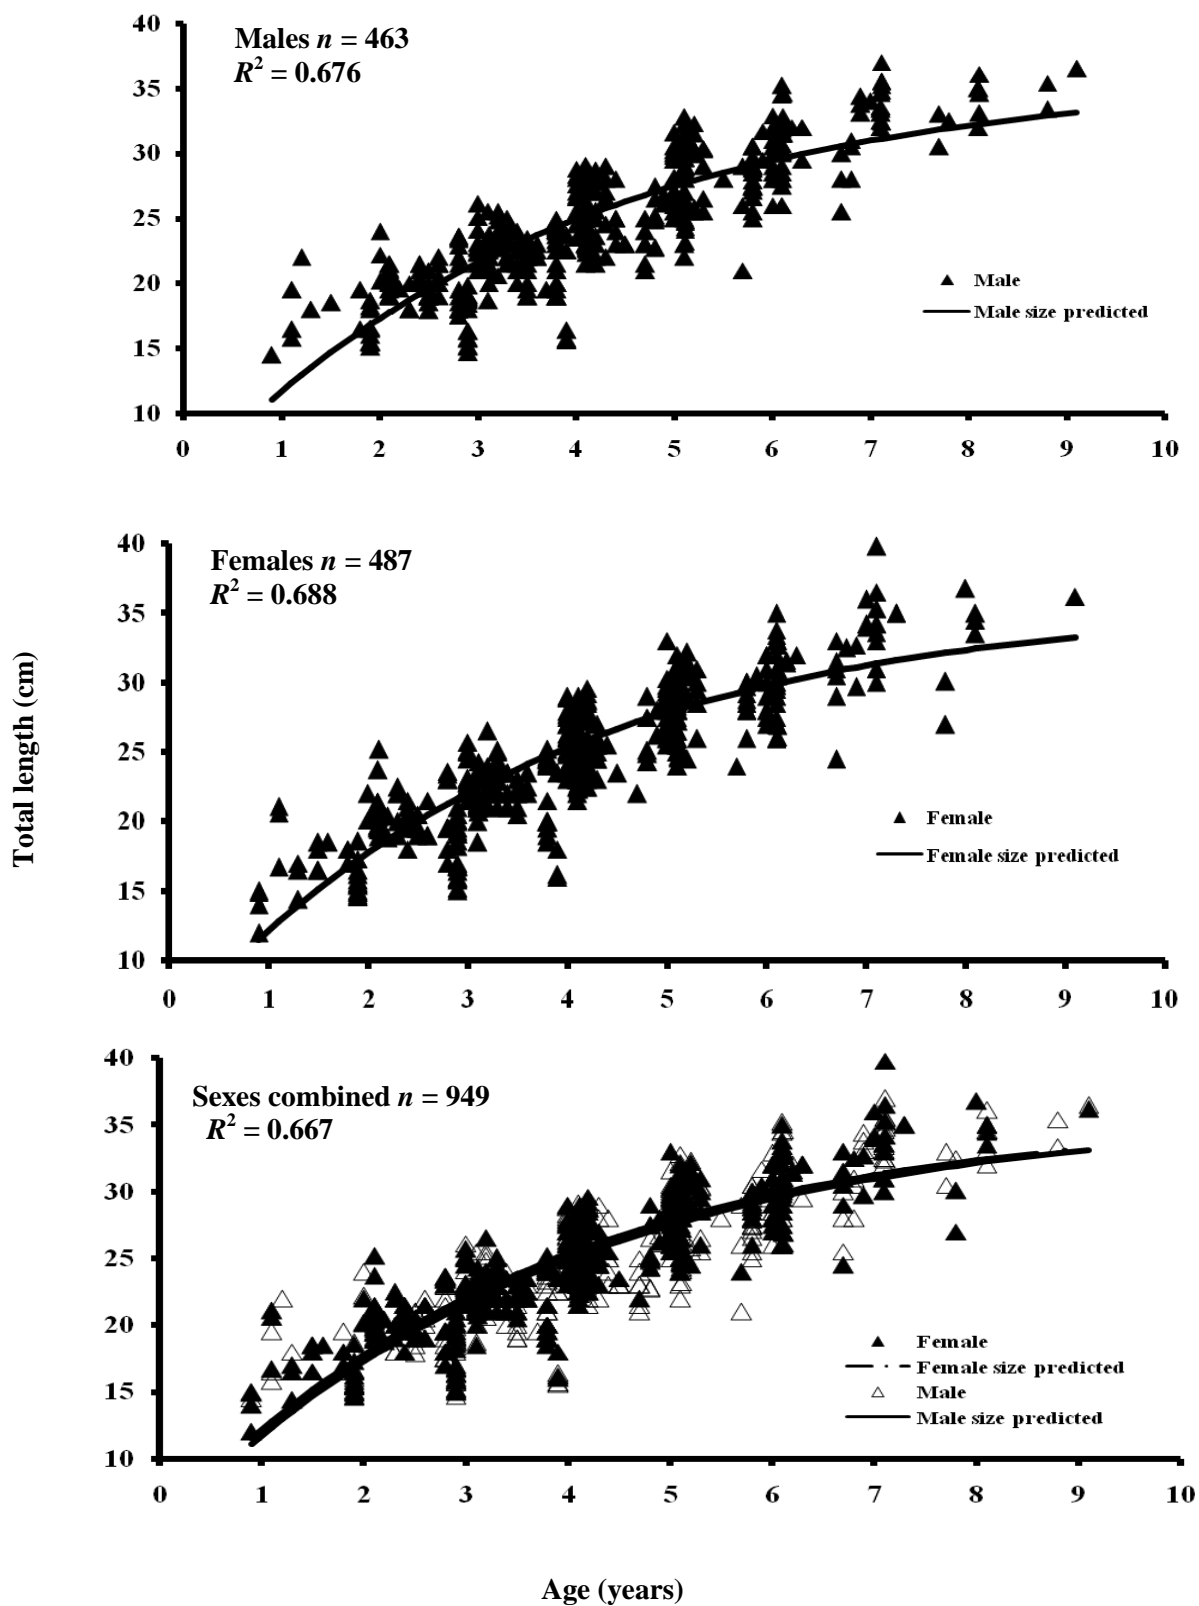 Males n = 463
R² = 0.676
40
35
30
25
20
15
10
Male
Male size predicted
0 1 2 3 4 5 6 7 8 9 10
Females n = 487
R² = 0.688
40
35
30
25
20
15
10
Female
Female size predicted
0 1 2 3 4 5 6 7 8 9 10
Total length (cm)
Sexes combined n = 949
R² = 0.667
40
35
30
25
20
15
10
Female
Female size predicted
Male
Male size predicted
0 1 2 3 4 5 6 7 8 9 10
Age (years)